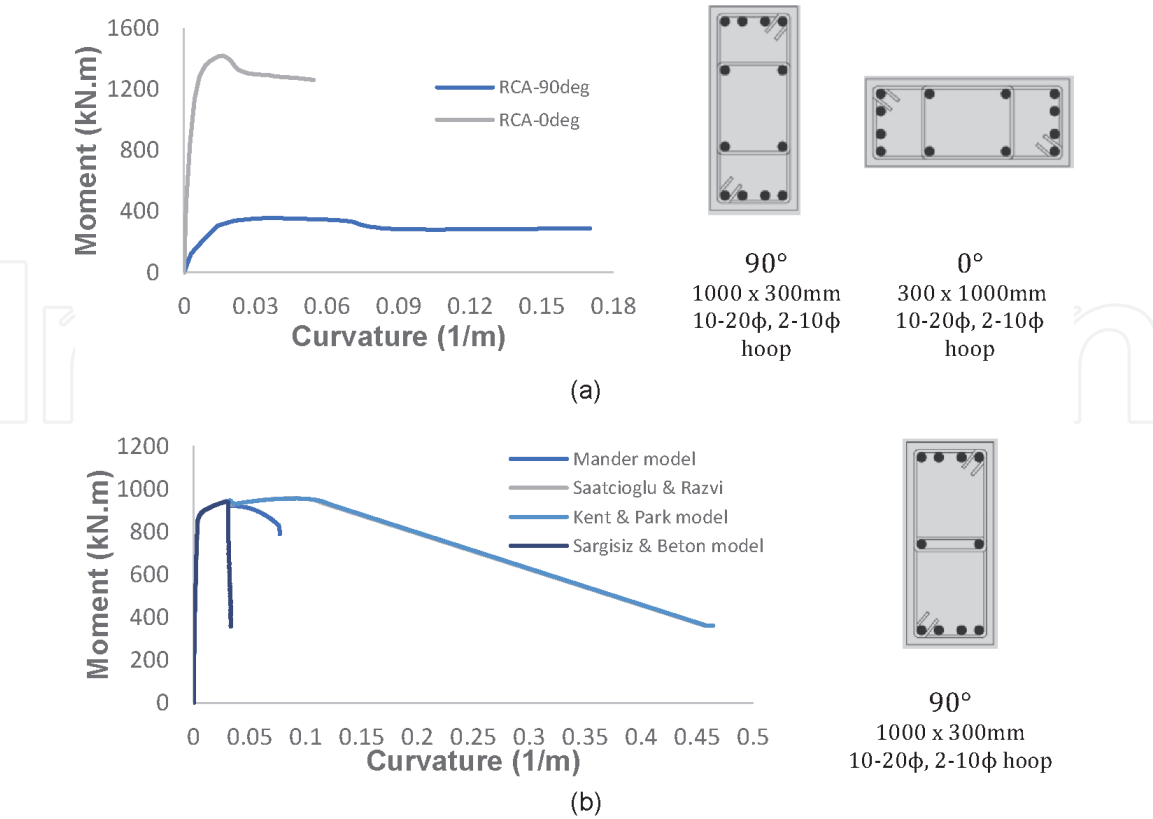 1600
1200
800
400
0
Moment (kN.m)
0 0.03 0.06 0.09 0.12 0.15 0.18
Curvature (1/m)
RCA-90deg
RCA-0deg
90°
1000 x 300mm
10-20ϕ, 2-10ϕ
hoop
0°
300 x 1000mm
10-20ϕ, 2-10ϕ
hoop
(a)
1200
1000
800
600
400
200
0
Moment (kN.m)
0 0.05 0.1 0.15 0.2 0.25 0.3 0.35 0.4 0.45 0.5
Curvature (1/m)
Mander model
Saatcioglu & Razvi
Kent & Park model
Sargisiz & Beton model
90°
1000 x 300mm
10-20ϕ, 2-10ϕ hoop
(b)